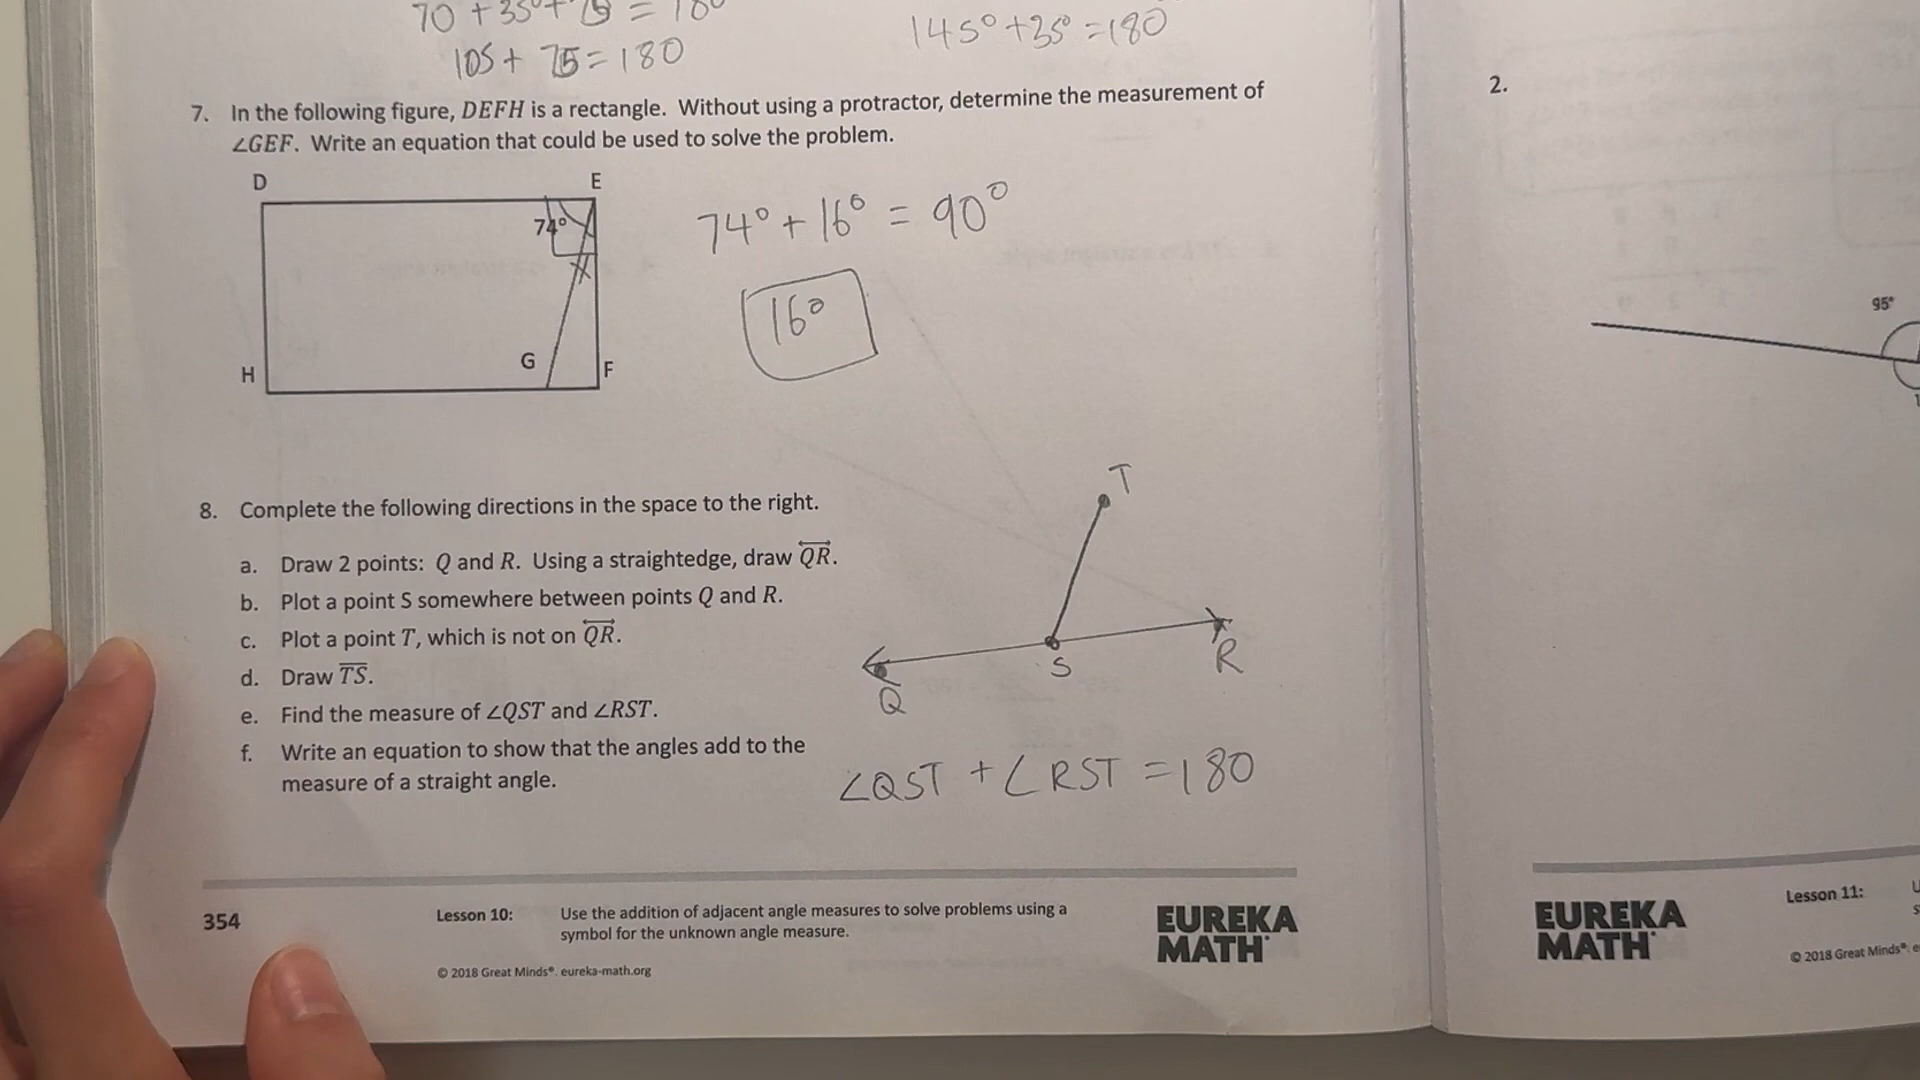 70 + 35° + 75 = 180
105 + 75 = 180
145° + 35° = 180
7. In the following figure, DEFH is a rectangle. Without using a protractor, determine the measurement of
∠GEF. Write an equation that could be used to solve the problem.
D
E
74°
x
G
H
F
74° + 16° = 90°
16°
8. Complete the following directions in the space to the right.
a. Draw 2 points: Q and R. Using a straightedge, draw QR.
b. Plot a point S somewhere between points Q and R.
c. Plot a point T, which is not on QR.
d. Draw TS.
e. Find the measure of ∠QST and ∠RST.
f. Write an equation to show that the angles add to the
measure of a straight angle.
T
S
R
Q
∠QST + ∠RST = 180
354
Lesson 10: Use the addition of adjacent angle measures to solve problems using a
symbol for the unknown angle measure.
© 2018 Great Minds®. eureka-math.org
EUREKA
MATH
2.
95°
EUREKA
MATH
Lesson 11:
© 2018 Great Minds®.